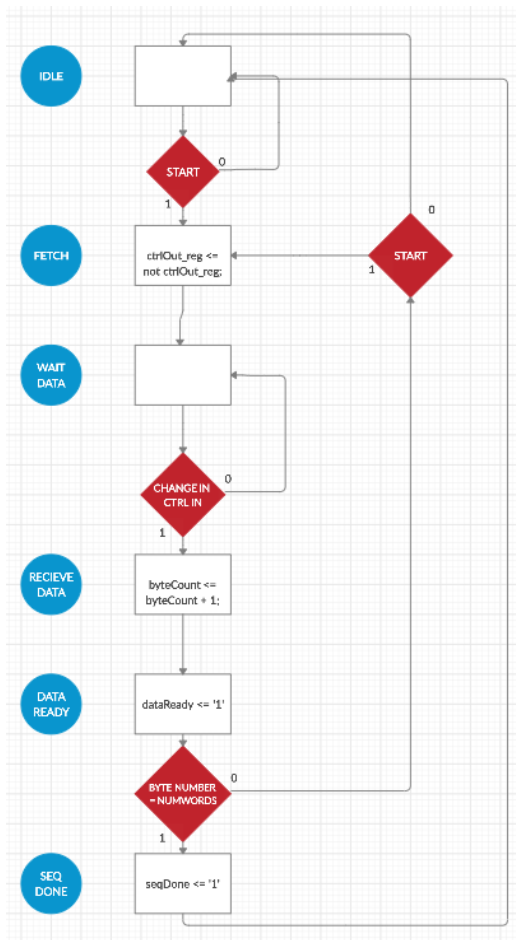 IDLE
START
0
1
0
FETCH
ctrlOut_reg <=
not ctrlOut_reg;
START
1
WAIT
DATA
CHANGE IN
CTRL IN
0
1
RECIEVE
DATA
byteCount <=
byteCount + 1;
DATA
READY
dataReady <= '1'
BYTE NUMBER
= NUMWORDS
0
1
SEQ
DONE
seqDone <= '1'